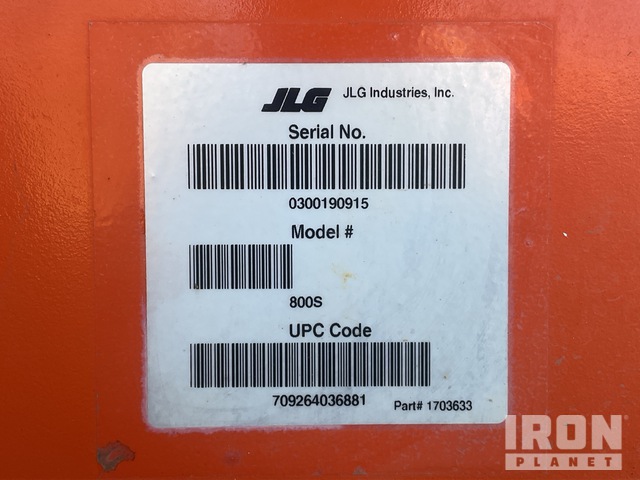 JLG JLG Industries, Inc.
Serial No.
0300190915
Model #
800S
UPC Code
709264036881 Part# 1703633
IRON
PLANET